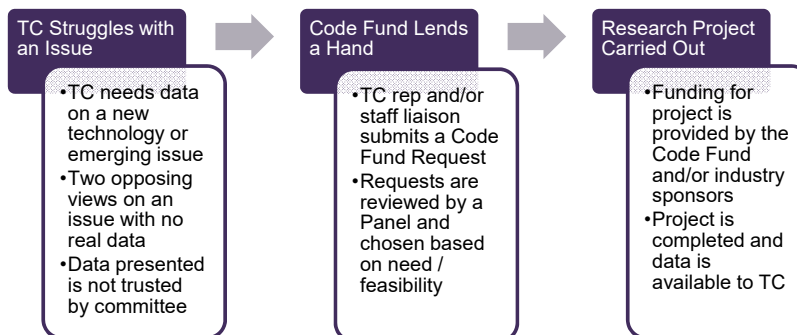 TC Struggles with
an Issue
•TC needs data
on a new
technology or
emerging issue
•Two opposing
views on an
issue with no
real data
•Data presented
is not trusted
by committee
Code Fund Lends
a Hand
•TC rep and/or
staff liaison
submits a Code
Fund Request
•Requests are
reviewed by a
Panel and
chosen based
on need /
feasibility
Research Project
Carried Out
•Funding for
project is
provided by the
Code Fund
and/or industry
sponsors
•Project is
completed and
data is
available to TC